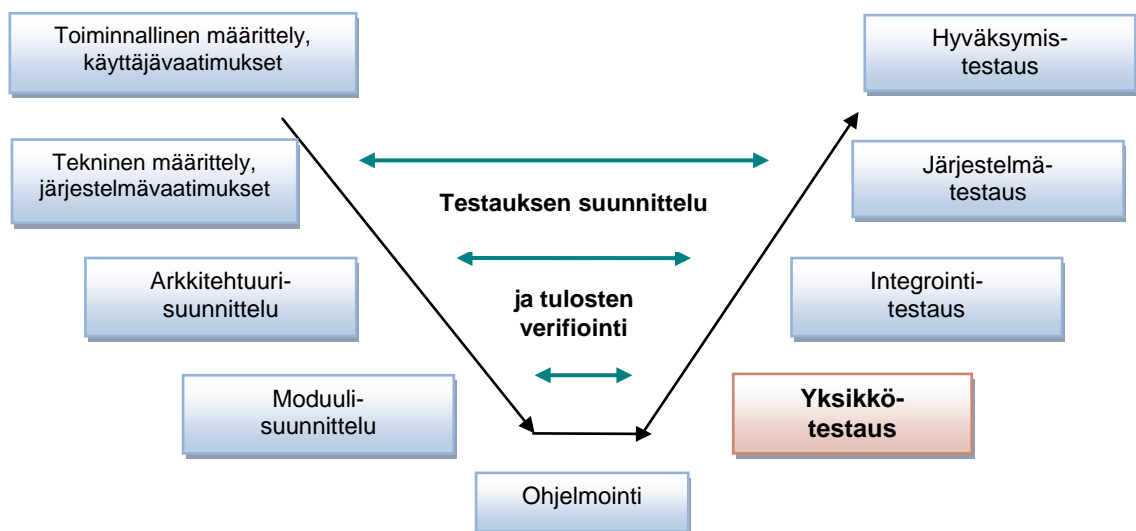 Toiminnallinen määrittely,
käyttäjävaatimukset
Hyväksymis-
testaus
Tekninen määrittely,
järjestelmävaatimukset
Järjestelmä-
testaus
Testauksen suunnittelu
Arkkitehtuuri-
suunnittelu
Integrointi-
testaus
ja tulosten
verifiointi
Moduuli-
suunnittelu
Yksikkö-
testaus
Ohjelmointi